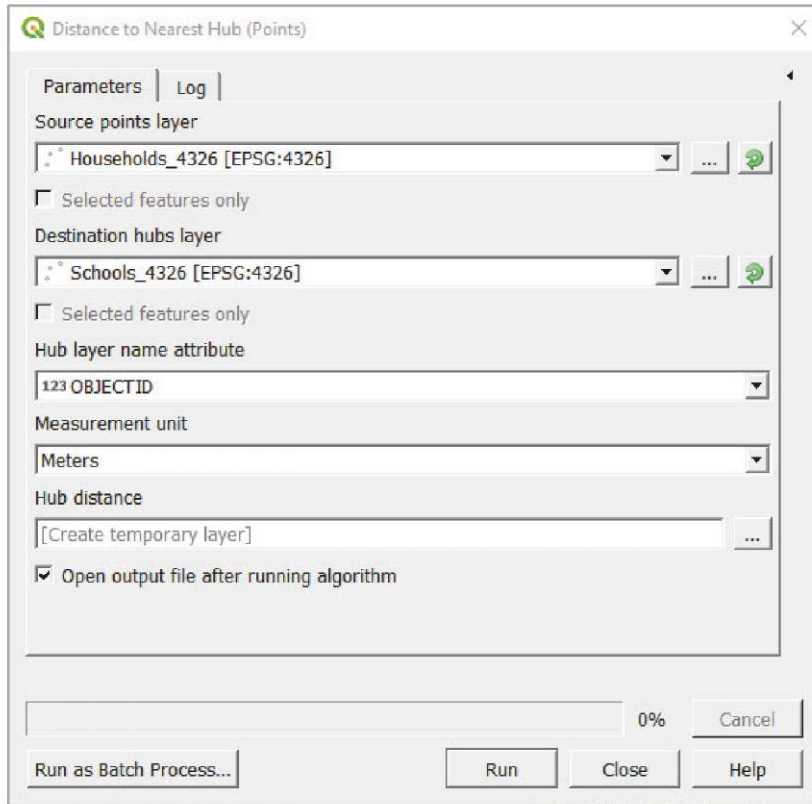 Distance to Nearest Hub (Points)
Parameters
Log
Source points layer
Households_4326 [EPSG:4326]
...
Selected features only
Destination hubs layer
Schools_4326 [EPSG:4326]
...
Selected features only
Hub layer name attribute
123 OBJECTID
Measurement unit
Meters
Hub distance
[Create temporary layer]
...
Open output file after running algorithm
0%
Cancel
Run as Batch Process...
Run
Close
Help